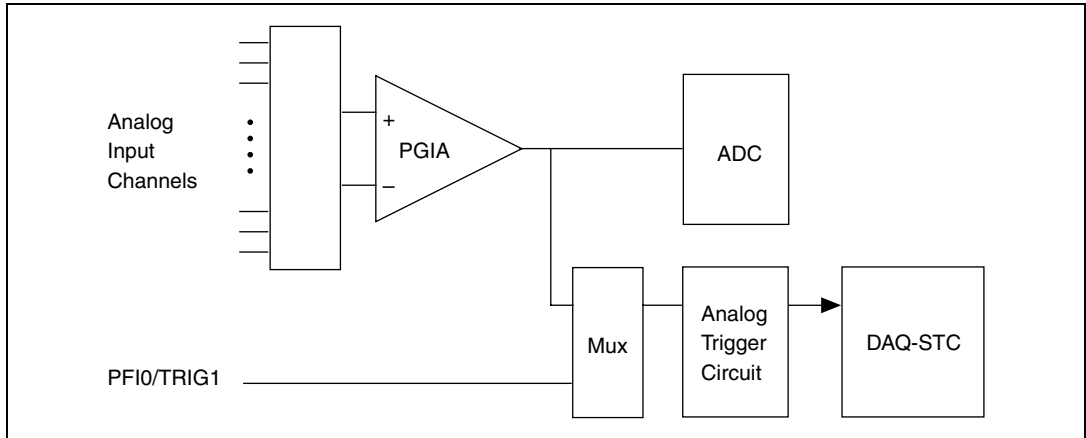 Analog
Input
Channels
+
PGIA
–
ADC
Mux
Analog
Trigger
Circuit
DAQ-STC
PFI0/TRIG1